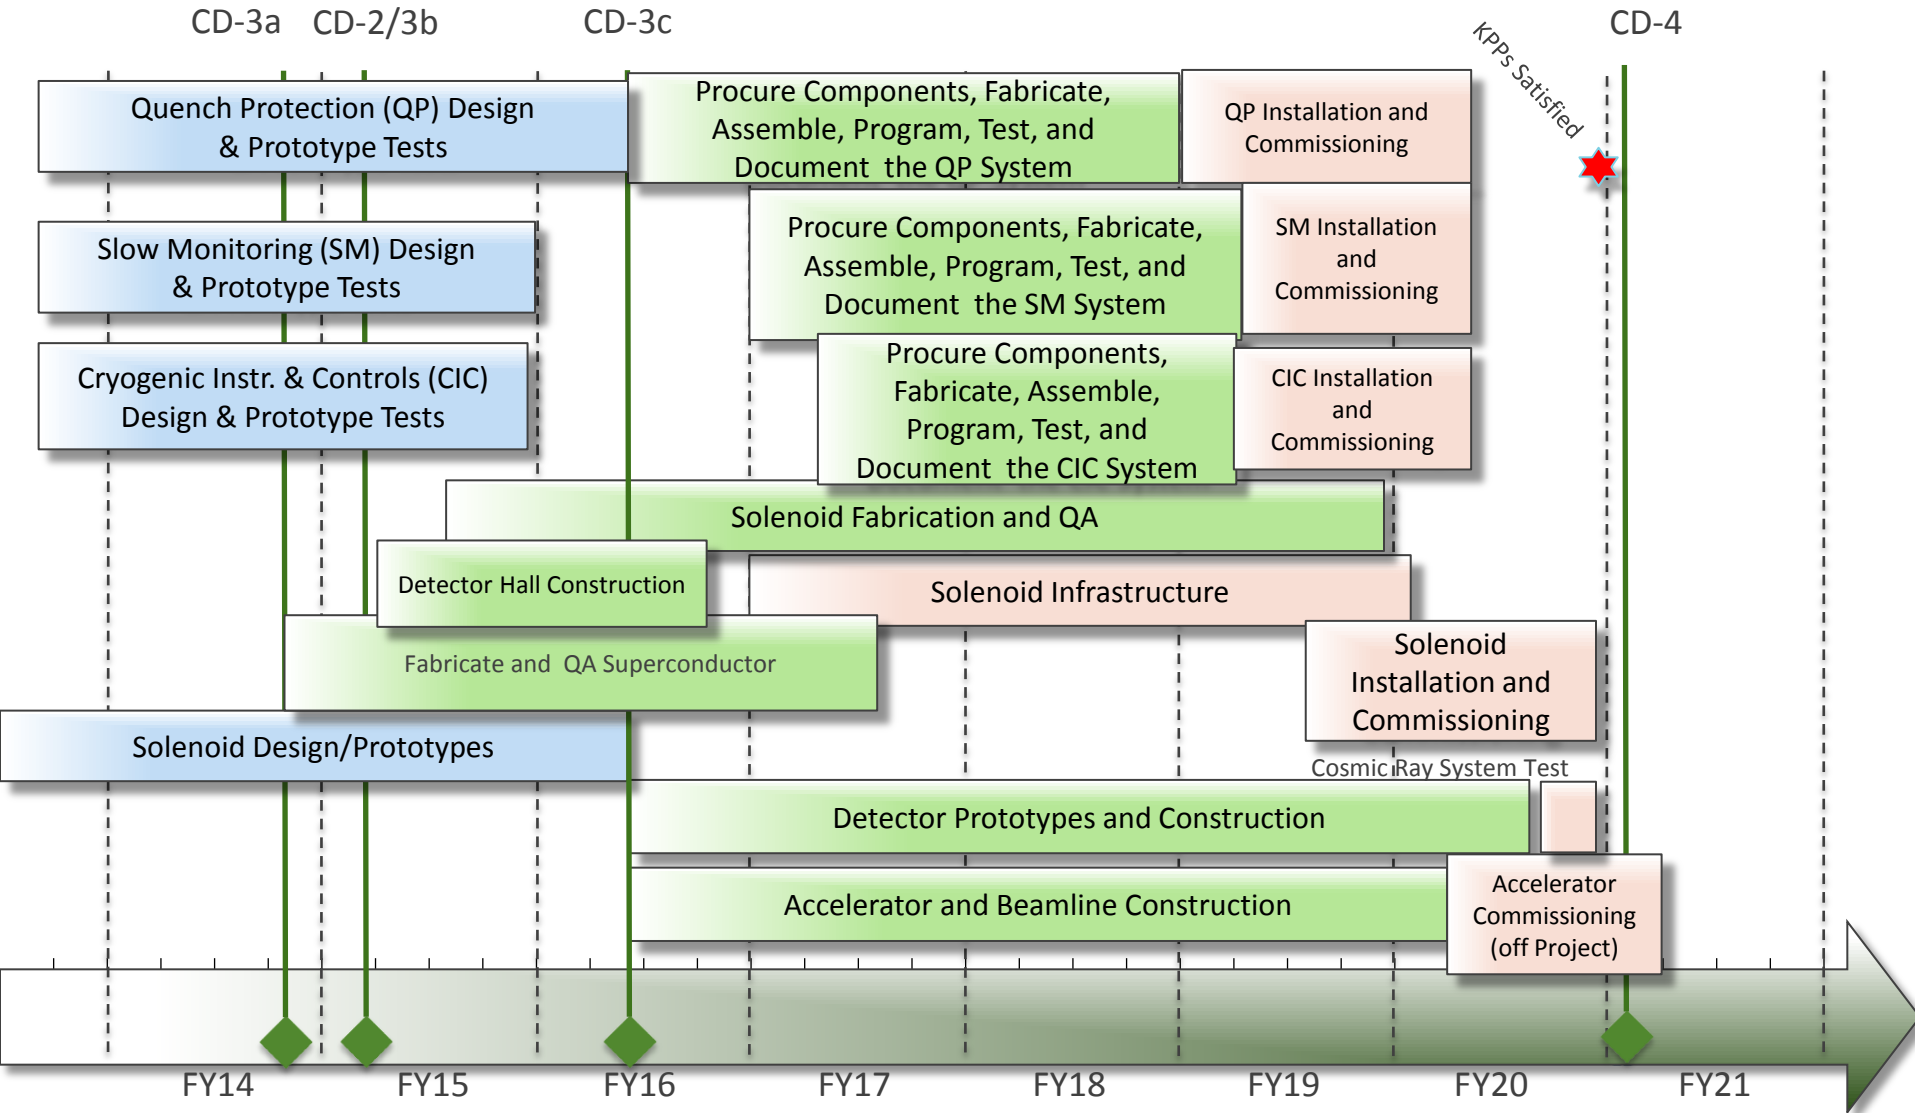 CD-3a CD-2/3b CD-3c CD-4
KPPs Satisfied
Quench Protection (QP) Design
& Prototype Tests
Procure Components, Fabricate,
Assemble, Program, Test, and
Document the QP System
QP Installation and
Commissioning
Slow Monitoring (SM) Design
& Prototype Tests
Procure Components, Fabricate,
Assemble, Program, Test, and
Document the SM System
SM Installation
and
Commissioning
Cryogenic Instr. & Controls (CIC)
Design & Prototype Tests
Procure Components,
Fabricate, Assemble,
Program, Test, and
Document the CIC System
CIC Installation
and
Commissioning
Solenoid Fabrication and QA
Detector Hall Construction
Solenoid Infrastructure
Fabricate and QA Superconductor
Solenoid
Installation and
Commissioning
Solenoid Design/Prototypes
Cosmic Ray System Test
Detector Prototypes and Construction
Accelerator and Beamline Construction
Accelerator
Commissioning
(off Project)
FY14 FY15 FY16 FY17 FY18 FY19 FY20 FY21